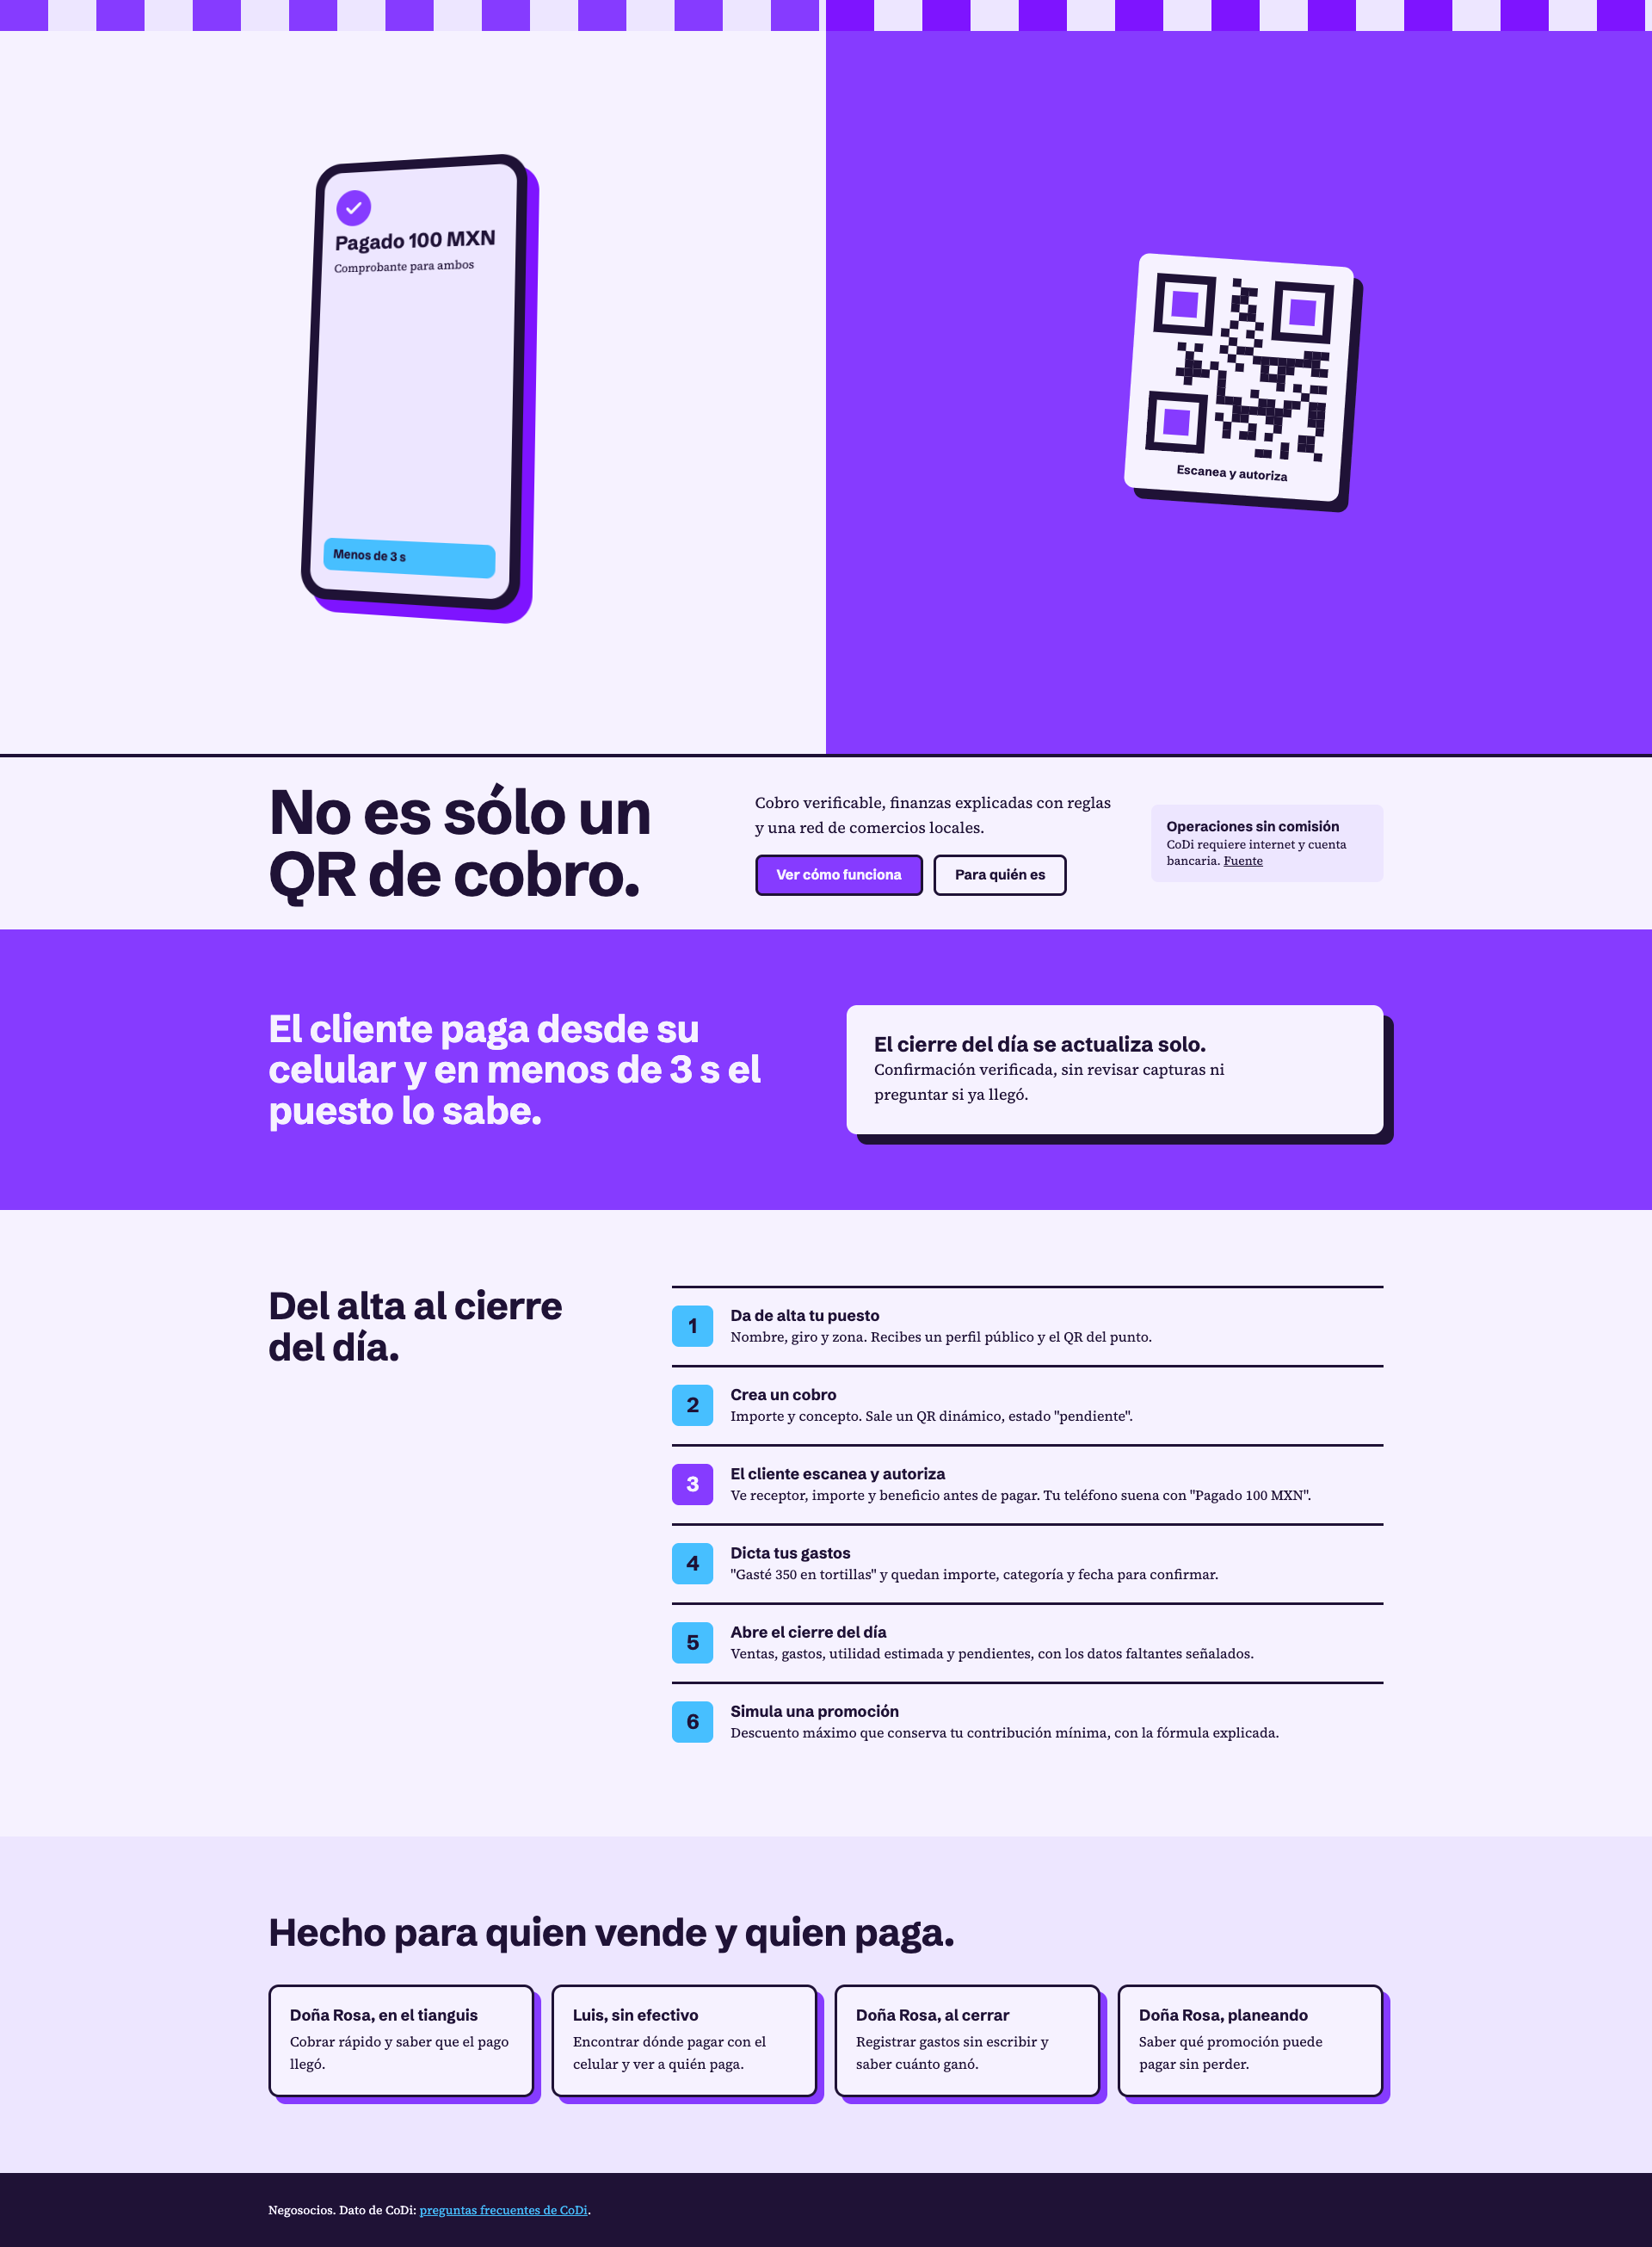 Pagado 100 MXN
Comprobante para ambos
Menos de 3 s
Escanea y autoriza
No es sólo un
QR de cobro.
Cobro verificable, finanzas explicadas con reglas
y una red de comercios locales.
Ver cómo funciona
Para quién es
Operaciones sin comisión
CoDi requiere internet y cuenta
bancaria. Fuente
El cliente paga desde su
celular y en menos de 3 s el
puesto lo sabe.
El cierre del día se actualiza solo.
Confirmación verificada, sin revisar capturas ni
preguntar si ya llegó.
Del alta al cierre
del día.
1
Da de alta tu puesto
Nombre, giro y zona. Recibes un perfil público y el QR del punto.
2
Crea un cobro
Importe y concepto. Sale un QR dinámico, estado "pendiente".
3
El cliente escanea y autoriza
Ve receptor, importe y beneficio antes de pagar. Tu teléfono suena con "Pagado 100 MXN".
4
Dicta tus gastos
"Gasté 350 en tortillas" y quedan importe, categoría y fecha para confirmar.
5
Abre el cierre del día
Ventas, gastos, utilidad estimada y pendientes, con los datos faltantes señalados.
6
Simula una promoción
Descuento máximo que conserva tu contribución mínima, con la fórmula explicada.
Hecho para quien vende y quien paga.
Doña Rosa, en el tianguis
Cobrar rápido y saber que el pago
llegó.
Luis, sin efectivo
Encontrar dónde pagar con el
celular y ver a quién paga.
Doña Rosa, al cerrar
Registrar gastos sin escribir y
saber cuánto ganó.
Doña Rosa, planeando
Saber qué promoción puede
pagar sin perder.
Negosocios. Dato de CoDi: preguntas frecuentes de CoDi.